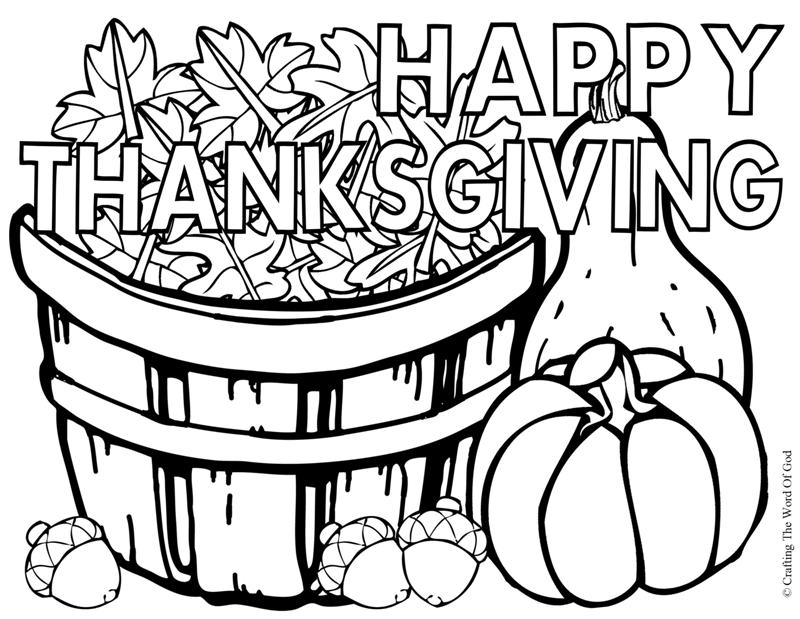 HAPPY
THANKSGIVING
© Crafting The Word Of God